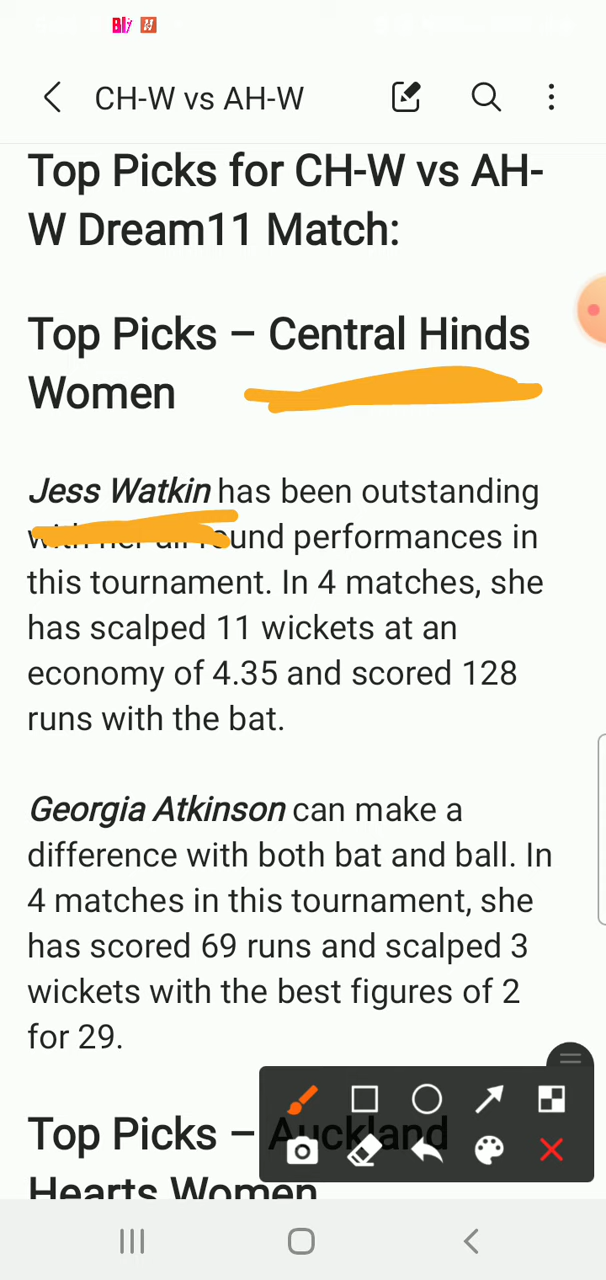 CH-W vs AH-W
Top Picks for CH-W vs AH-
W Dream11 Match:
Top Picks – Central Hinds
Women
Jess Watkin has been outstanding
with her all round performances in
this tournament. In 4 matches, she
has scalped 11 wickets at an
economy of 4.35 and scored 128
runs with the bat.
Georgia Atkinson can make a
difference with both bat and ball. In
4 matches in this tournament, she
has scored 69 runs and scalped 3
wickets with the best figures of 2
for 29.
Top Picks – Auckland
Hearts Women